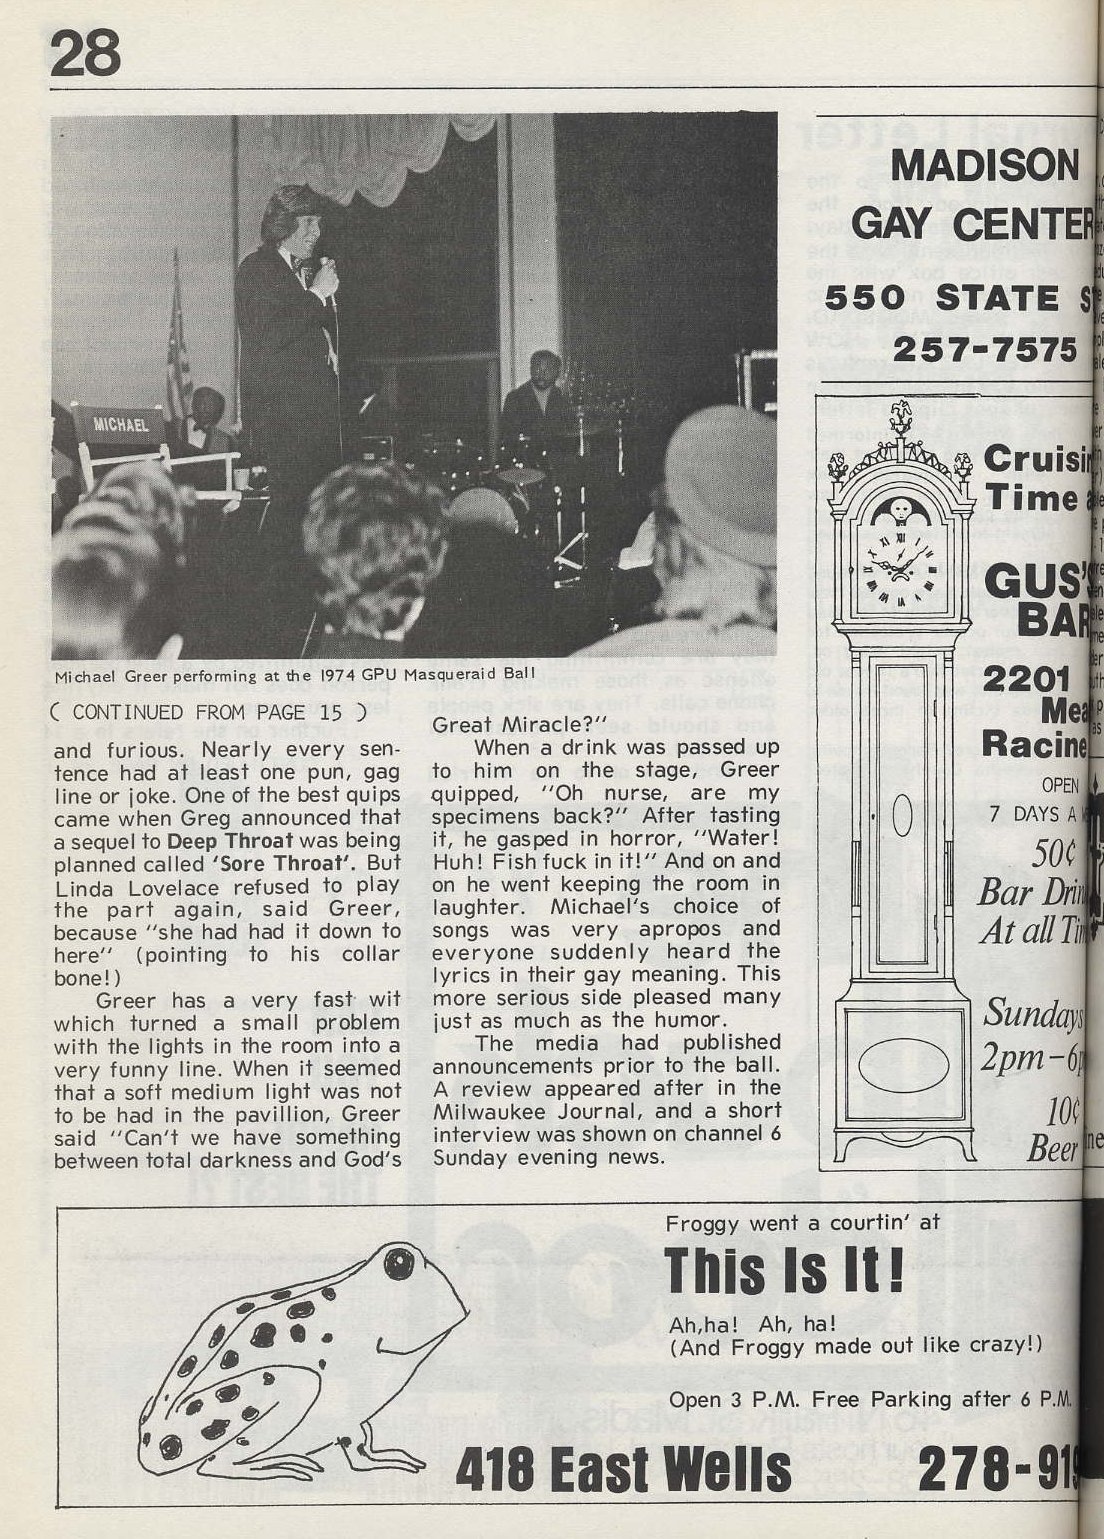 28
MICHAEL
Michael Greer performing at the 1974 GPU Masqueraid Ball
( CONTINUED FROM PAGE 15 )
and furious. Nearly every sen-
tence had at least one pun, gag
line or joke. One of the best quips
came when Greg announced that
a sequel to Deep Throat was being
planned called 'Sore Throat'. But
Linda Lovelace refused to play
the part again, said Greer,
because "she had had it down to
here" (pointing to his collar
bone!)
Greer has a very fast wit
which turned a small problem
with the lights in the room into a
very funny line. When it seemed
that a soft medium light was not
to be had in the pavillion, Greer
said "Can't we have something
between total darkness and God's
Great Miracle?"
When a drink was passed up
to him on the stage, Greer
quipped, "Oh nurse, are my
specimens back?" After tasting
it, he gasped in horror, "Water!
Huh! Fish fuck in it!" And on and
on he went keeping the room in
laughter. Michael's choice of
songs was very apropos and
everyone suddenly heard the
lyrics in their gay meaning. This
more serious side pleased many
just as much as the humor.
The media had published
announcements prior to the ball.
A review appeared after in the
Milwaukee Journal, and a short
interview was shown on channel 6
Sunday evening news.
MADISON
GAY CENTER
550 STATE
257-7575
Time
GUS'
BAR
2201
Racine
OPEN
7 DAYS A
50¢
Bar
At all
Sundays
2pm-6
10¢
Beer
Froggy went a courtin' at
This Is It!
Ah,ha! Ah, ha!
(And Froggy made out like crazy!)
Open 3 P.M. Free Parking after 6 P.M.
418 East Wells
278-91